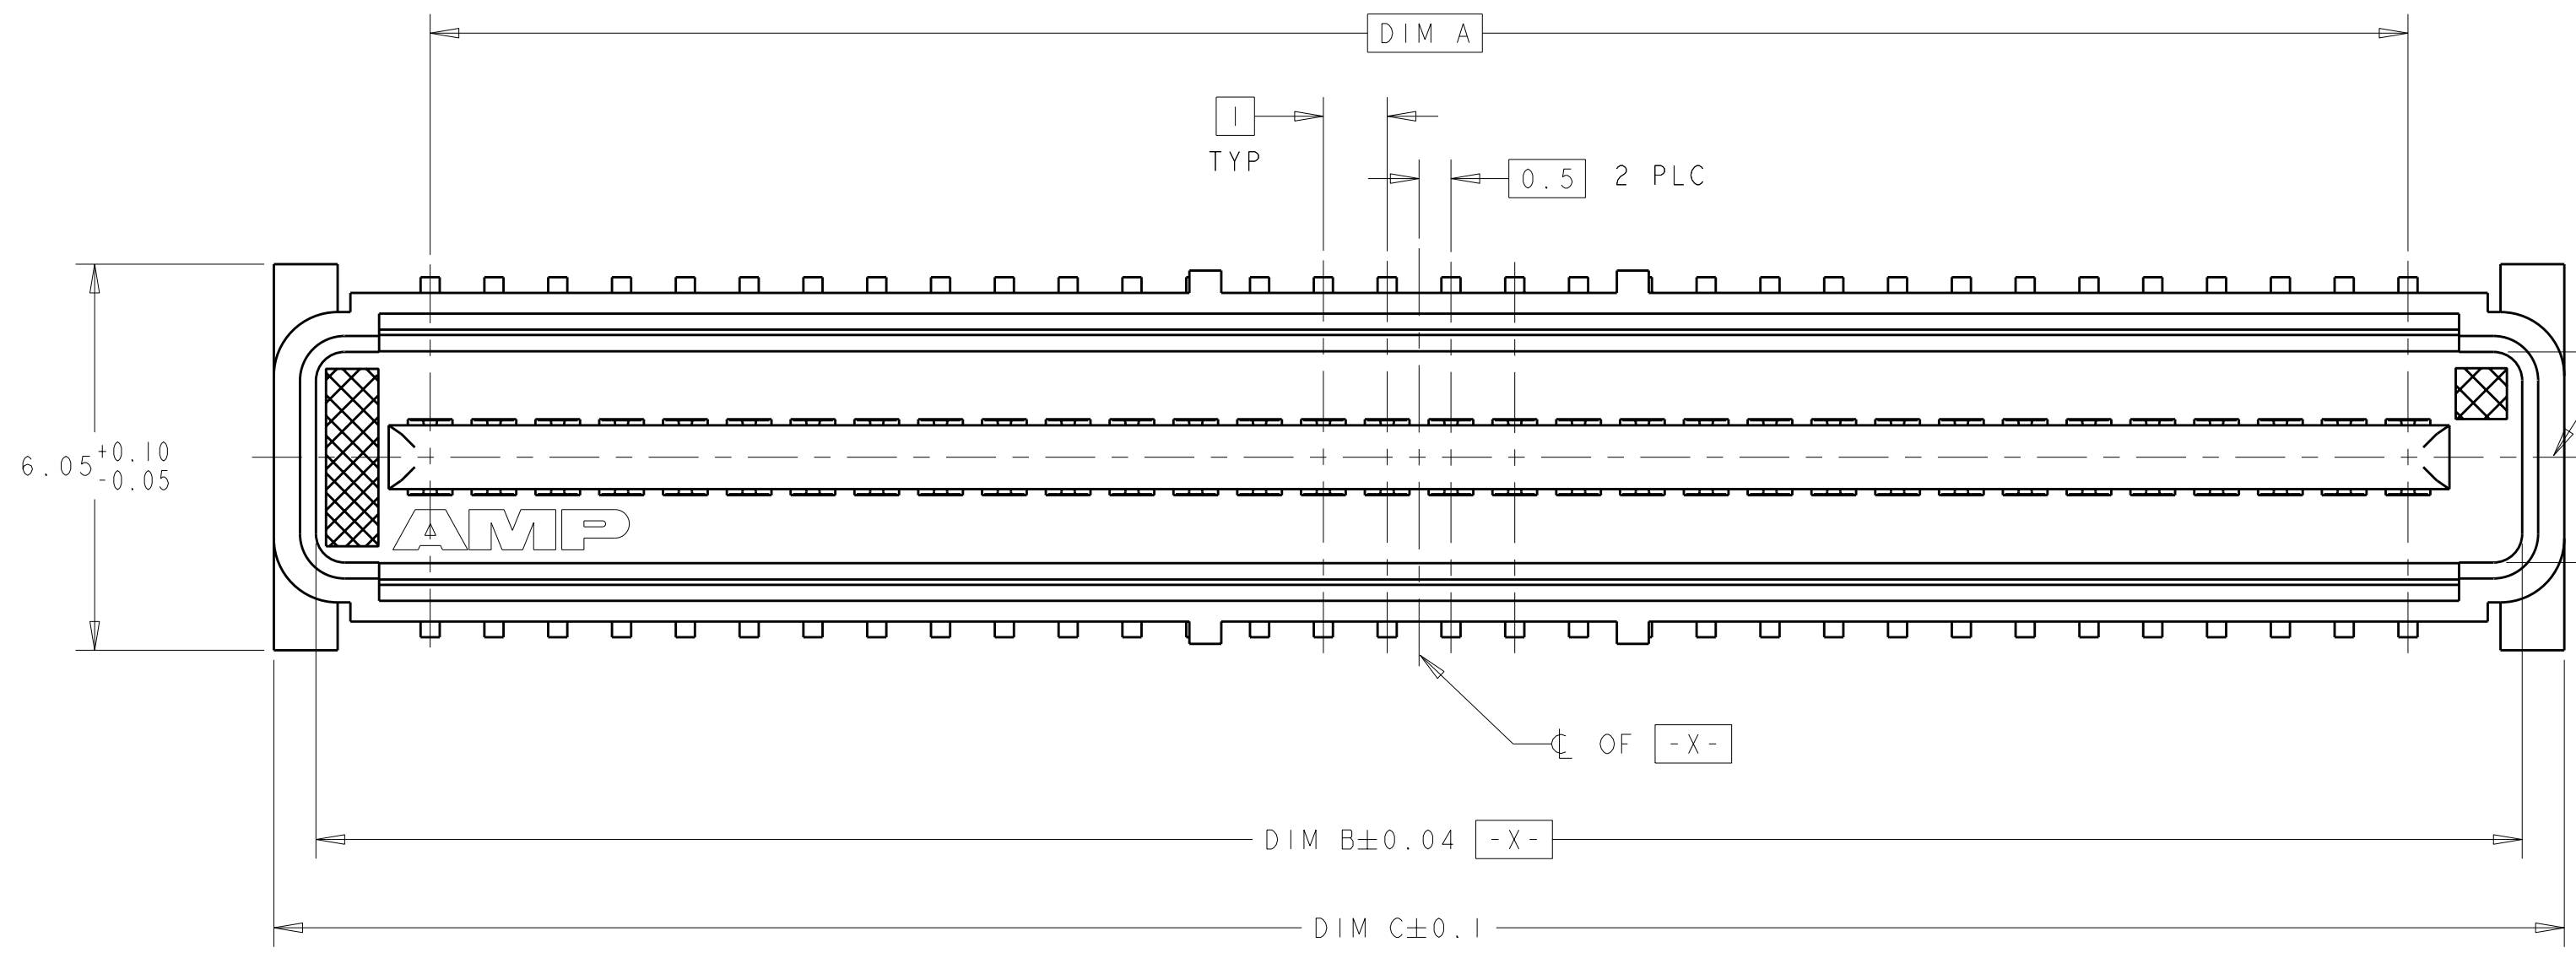 DIM A
1
TYP
0.5 2 PLC
6.05 +0.10
-0.05
AMP
℄ OF -X-
DIM B±0.04 -X-
DIM C±0.1